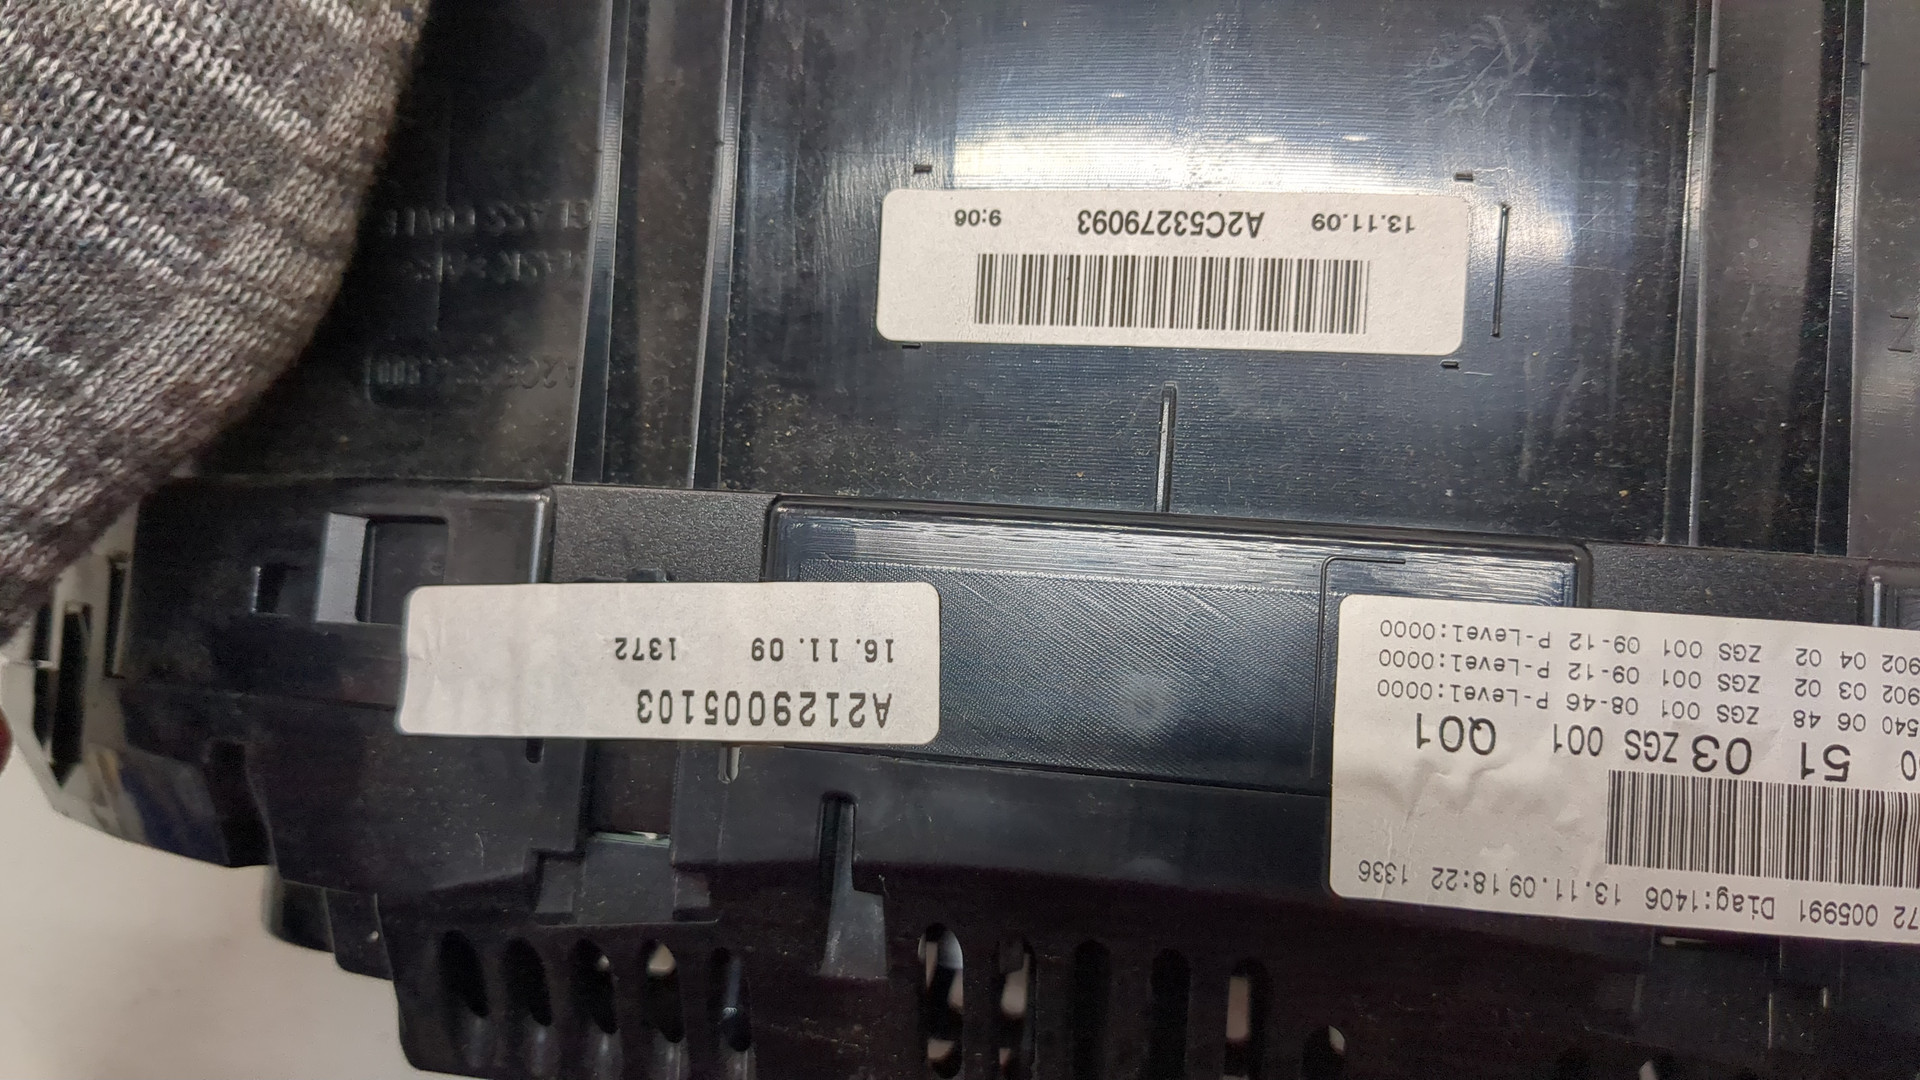 72 005991 Diag:1406 13.11.09 18:22 1336
51 03 ZGS 001 Q01
540 06 48 ZGS 001 08-46 P-Level:0000
902 03 02 ZGS 001 09-12 P-Level:0000
902 04 02 ZGS 001 09-12 P-Level:0000
A2129005103
16.11.09 1372
13.11.09 A2C53279093 9:06